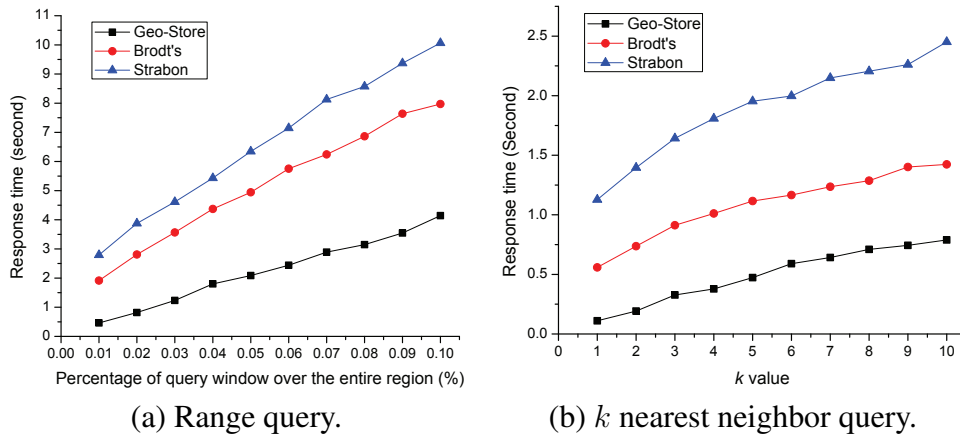 Response time (second)
11
10
9
8
7
6
5
4
3
2
1
0
Geo-Store
Brodt's
Strabon
0.00 0.01 0.02 0.03 0.04 0.05 0.06 0.07 0.08 0.09 0.10
Percentage of query window over the entire region (%)
(a) Range query.
Response time (Second)
2.5
2.0
1.5
1.0
0.5
0.0
Geo-Store
Brodt's
Strabon
0 1 2 3 4 5 6 7 8 9 10
k value
(b) k nearest neighbor query.